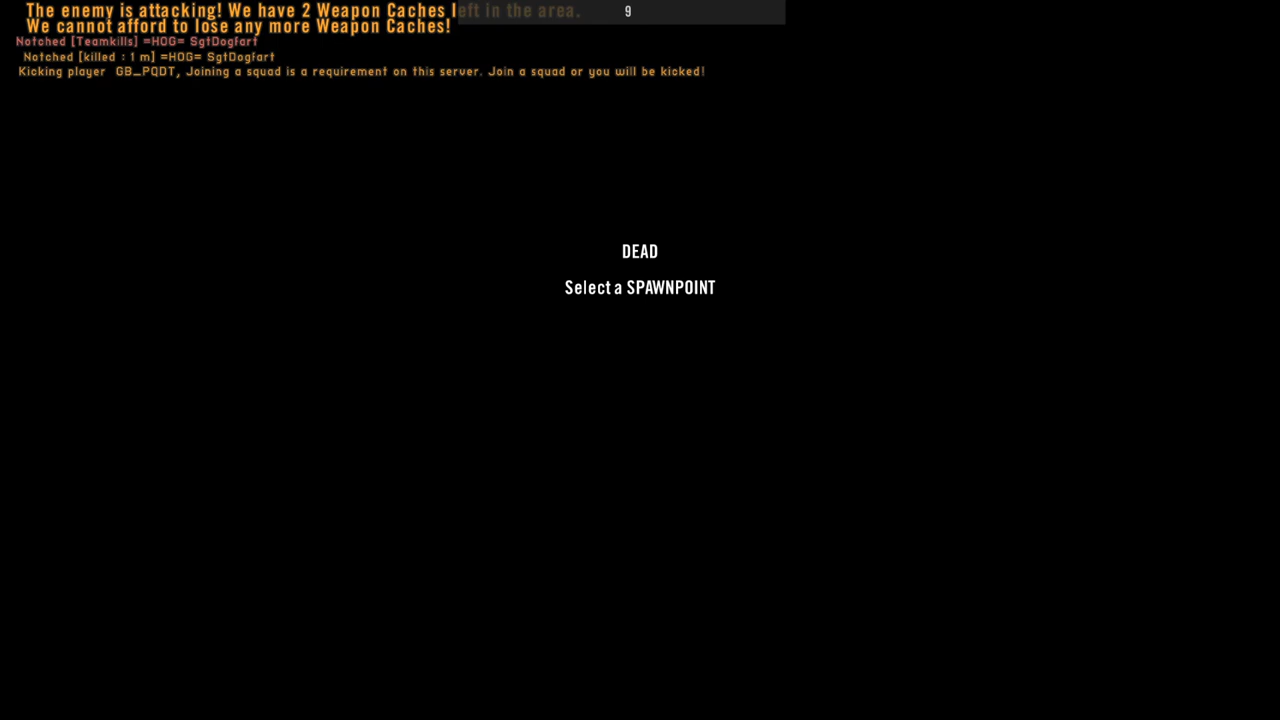 The enemy is attacking! We have 2 Weapon Caches left in the area.
9
We cannot afford to lose any more Weapon Caches!
Notched [Teamkills] =HOG= SgtDogfart
Notched [killed : 1 m] =HOG= SgtDogfart
Kicking player  GB_PQDT, Joining a squad is a requirement on this server. Join a squad or you will be kicked!
DEAD
Select a SPAWNPOINT